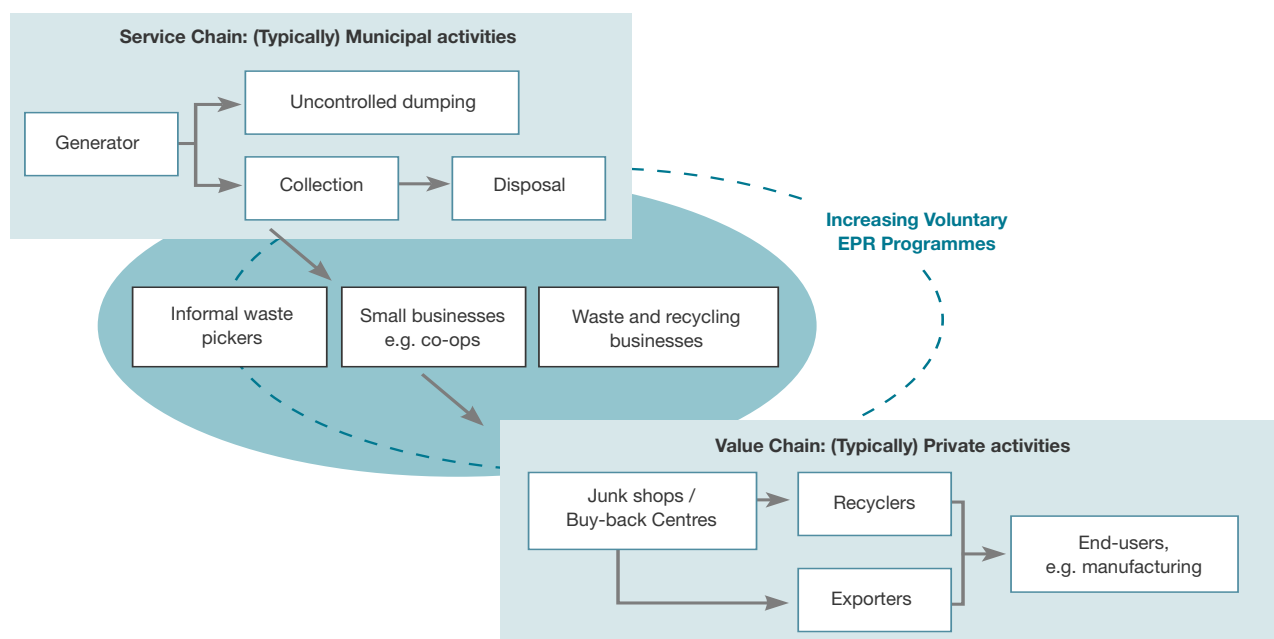 Service Chain: (Typically) Municipal activities
Uncontrolled dumping
Generator
Collection
Disposal
Increasing Voluntary
EPR Programmes
Informal waste
pickers
Small businesses
e.g. co-ops
Waste and recycling
businesses
Value Chain: (Typically) Private activities
Junk shops /
Buy-back Centres
Recyclers
End-users,
e.g. manufacturing
Exporters